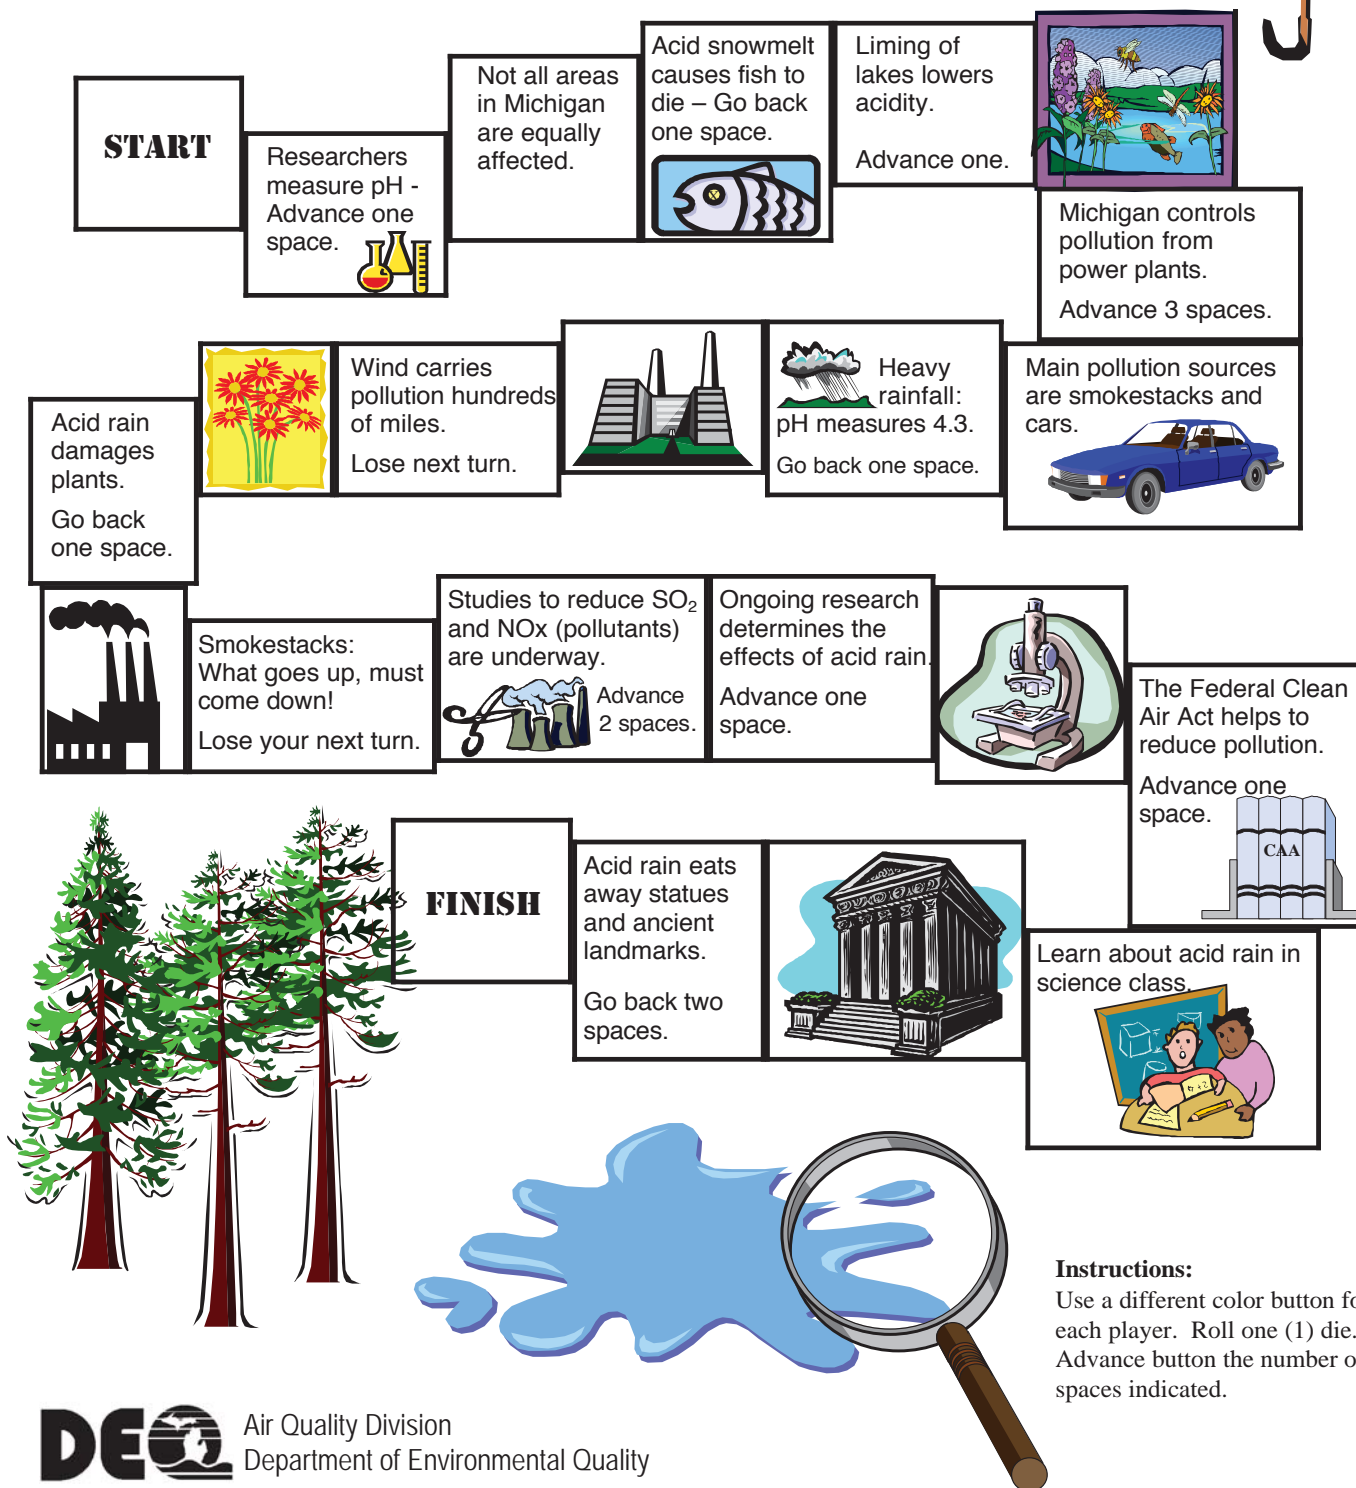 START
Researchers
measure pH -
Advance one
space.
Not all areas
in Michigan
are equally
affected.
Acid snowmelt
causes fish to
die – Go back
one space.
Liming of
lakes lowers
acidity.
Advance one.
Michigan controls
pollution from
power plants.
Advance 3 spaces.
Main pollution sources
are smokestacks and
cars.
Heavy
rainfall:
pH measures 4.3.
Go back one space.
Wind carries
pollution hundreds
of miles.
Lose next turn.
Acid rain
damages
plants.
Go back
one space.
Smokestacks:
What goes up, must
come down!
Lose your next turn.
Studies to reduce SO₂
and NOx (pollutants)
are underway.
Advance
2 spaces.
Ongoing research
determines the
effects of acid rain.
Advance one
space.
The Federal Clean
Air Act helps to
reduce pollution.
Advance one
space.
CAA
Learn about acid rain in
science class.
Acid rain eats
away statues
and ancient
landmarks.
Go back two
spaces.
FINISH
Instructions:
Use a different color button fo
each player. Roll one (1) die.
Advance button the number o
spaces indicated.
DEQ
Air Quality Division
Department of Environmental Quality